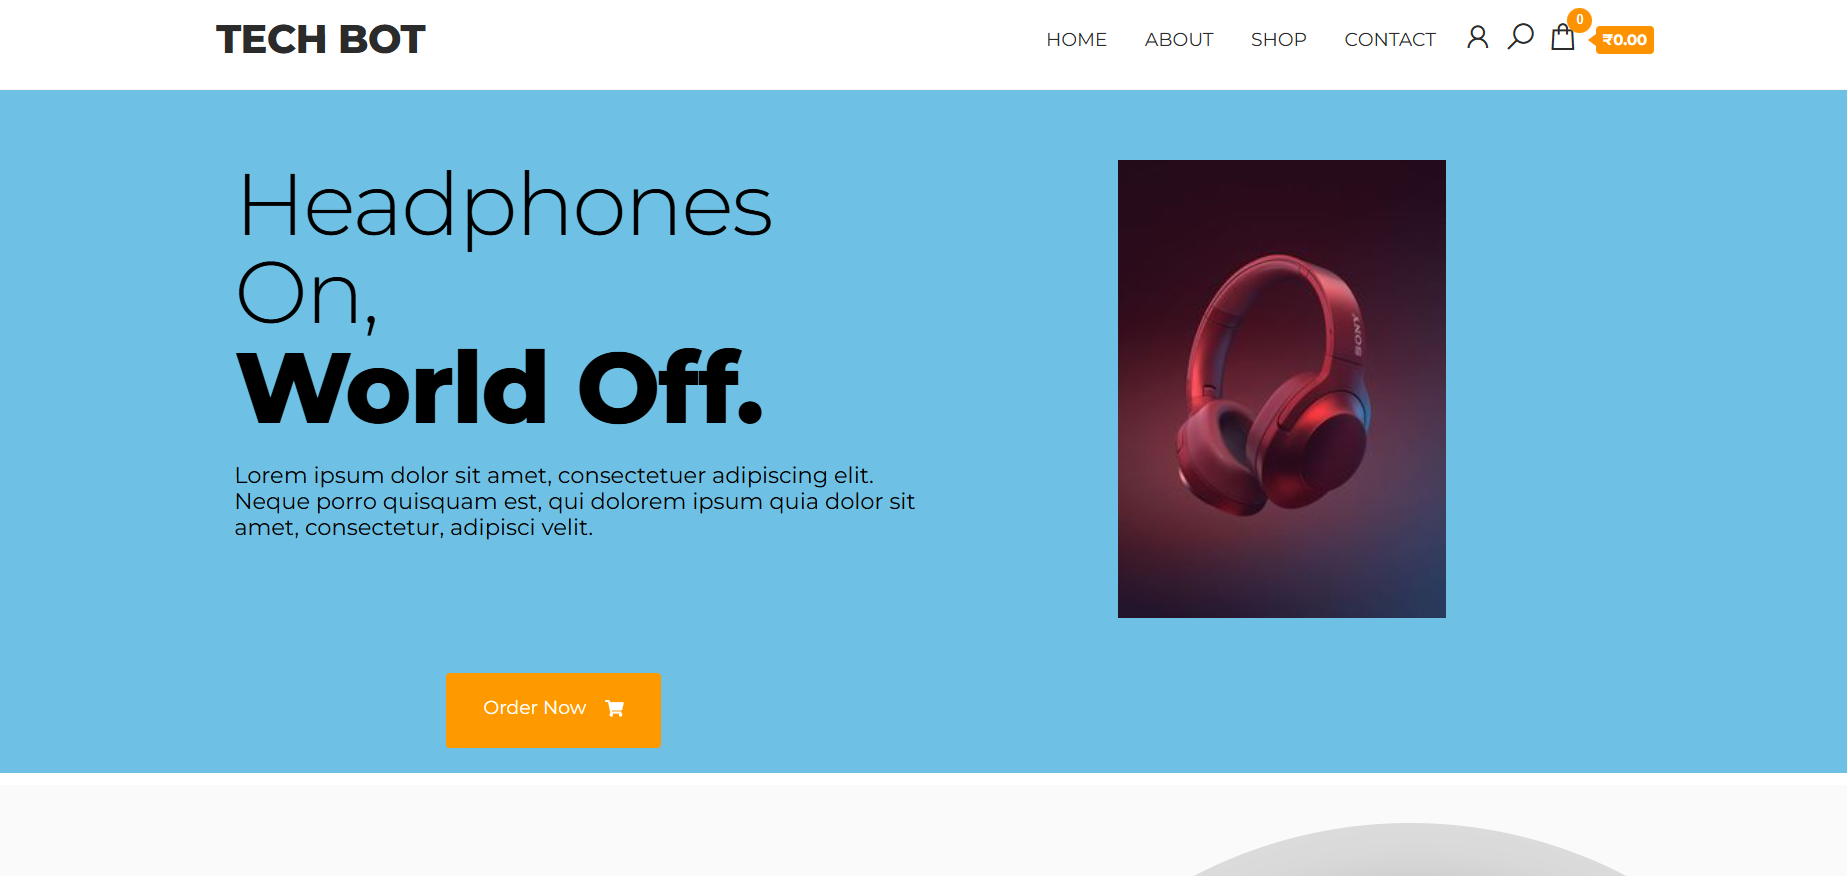 TECH BOT
HOME ABOUT SHOP CONTACT 0 ₹0.00
Headphones
On,
World Off.
Lorem ipsum dolor sit amet, consectetuer adipiscing elit.
Neque porro quisquam est, qui dolorem ipsum quia dolor sit
amet, consectetur, adipisci velit.
SONY
Order Now